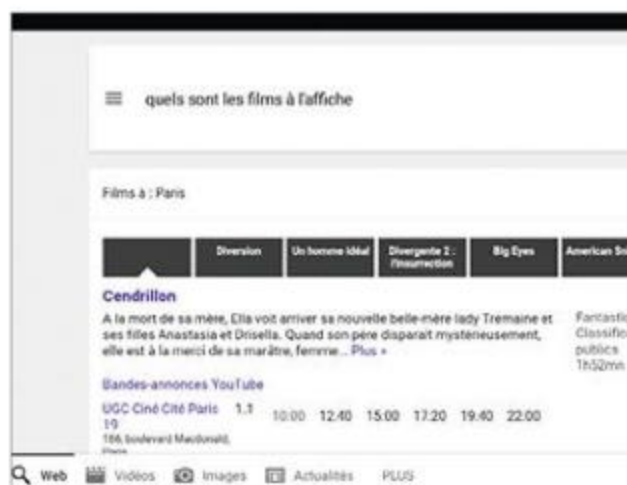 quels sont les films à l'affiche
Films à : Paris
Diversion
Un homme idéal
Divergente 2 :
l'insurrection
Big Eyes
American Sn
Cendrillon
A la mort de sa mère, Ella voit arriver sa nouvelle belle-mère lady Tremaine et
ses filles Anastasia et Drisella. Quand son père disparait mystérieusement,
elle est à la merci de sa marâtre, femme... Plus »
Fantastic
Classific
publics
1h52mn
Bandes-annonces YouTube
UGC Ciné Cité Paris 1.1 10:00 12:40 15:00 17:20 19:40 22:00
19
166, boulevard Macdonald,
Web Vidéos Images Actualités PLUS